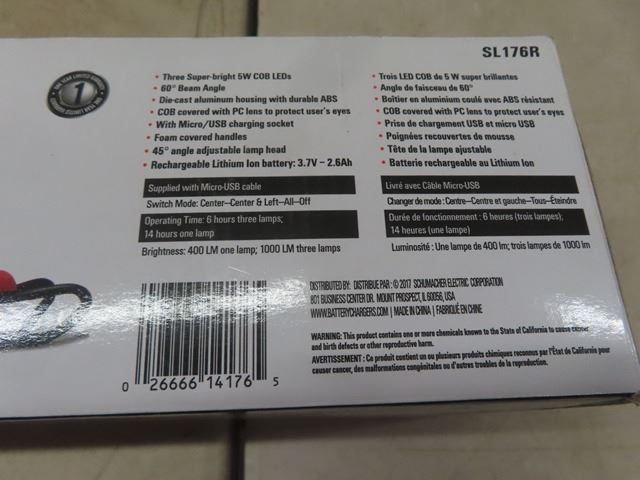 SL176R
1
• Three Super-bright 5W COB LEDs
• 60° Beam Angle
• Die-cast aluminum housing with durable ABS
• COB covered with PC lens to protect user's eyes
• With Micro/USB charging socket
• Foam covered handles
• 45° angle adjustable lamp head
• Rechargeable Lithium Ion battery: 3.7V – 2.6Ah
Supplied with Micro-USB cable
Switch Mode: Center–Center & Left–All–Off
Operating Time: 6 hours three lamps;
14 hours one lamp
Brightness: 400 LM one lamp; 1000 LM three lamps
• Trois LED COB de 5 W super brillantes
• Angle de faisceau de 60°
• Boîtier en aluminium coulé avec ABS résistant
• COB covered with PC lens to protect user's eyes
• Prise de chargement USB et micro USB
• Poignées recouvertes de mousse
• Tête de la lampe ajustable
• Batterie rechargeable au Lithium Ion
Livré avec Câble Micro-USB
Changer de mode : Centre–Centre et gauche–Tous–Éteindre
Durée de fonctionnement : 6 heures (trois lampes);
14 heures (une lampe)
Luminosité : Une lampe de 400 lm; trois lampes de 1000 lm
DISTRIBUTED BY: DISTRIBUE PAR : © 2017 SCHUMACHER ELECTRIC CORPORATION
801 BUSINESS CENTER DR. MOUNT PROSPECT, IL 60056, USA
WWW.BATTERYCHARGERS.COM | MADE IN CHINA | FABRIQUÉ EN CHINE
WARNING: This product contains one or more chemicals known to the State of California to cause cancer
and birth defects or other reproductive harm.
AVERTISSEMENT : Ce produit contient un ou plusieurs produits chimiques reconnus par l'État de Californie pour
causer cancer, des malformations congénitales ou d'autres troubles de la reproduction.
0 26666 14176 5